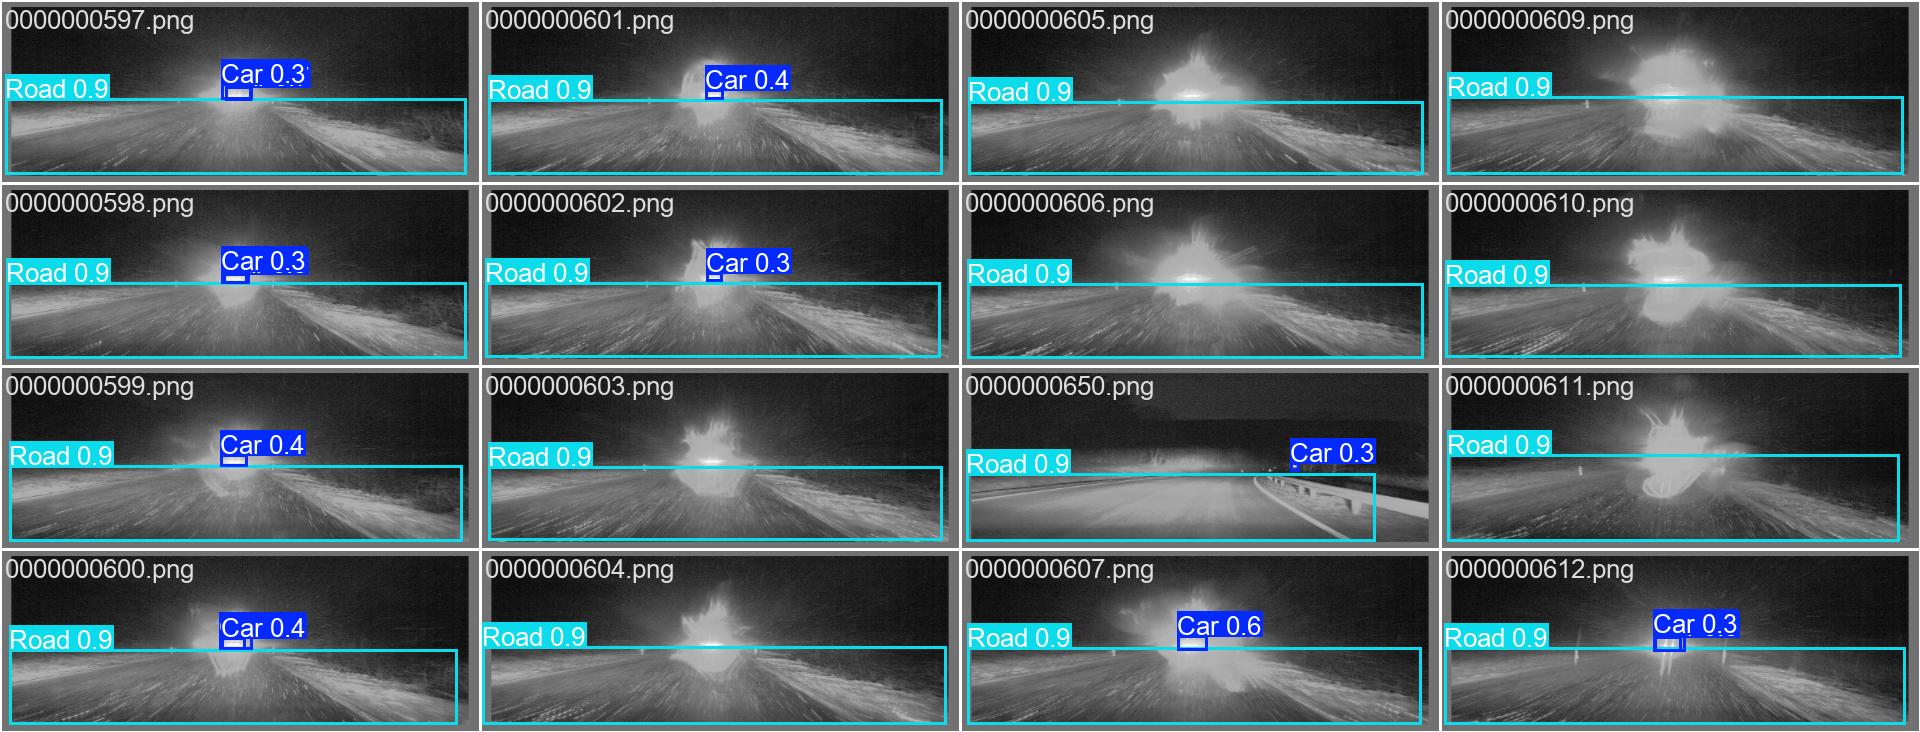 0000000597.png
Car 0.3
Road 0.9
0000000601.png
Car 0.4
Road 0.9
0000000605.png
Road 0.9
0000000609.png
Road 0.9
0000000598.png
Car 0.3
Road 0.9
0000000602.png
Car 0.3
Road 0.9
0000000606.png
Road 0.9
0000000610.png
Road 0.9
0000000599.png
Car 0.4
Road 0.9
0000000603.png
Road 0.9
0000000650.png
Car 0.3
Road 0.9
0000000611.png
Road 0.9
0000000600.png
Car 0.4
Road 0.9
0000000604.png
Road 0.9
0000000607.png
Car 0.6
Road 0.9
0000000612.png
Car 0.3
Road 0.9